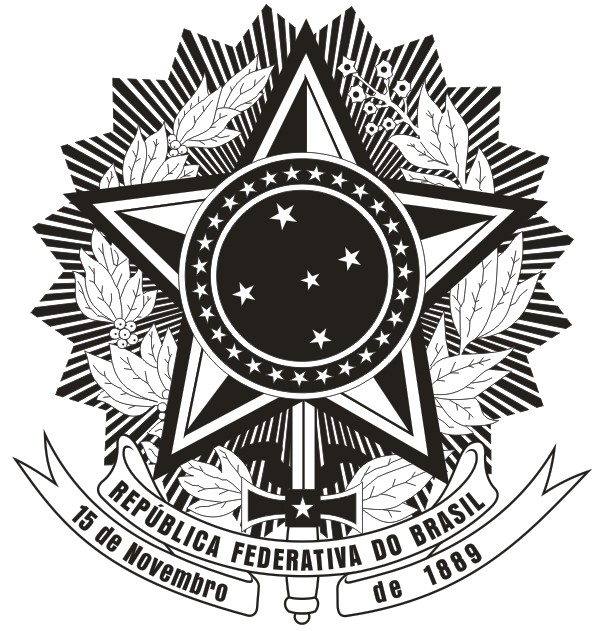 REPÚBLICA FEDERATIVA DO BRASIL
15 de Novembro de 1889